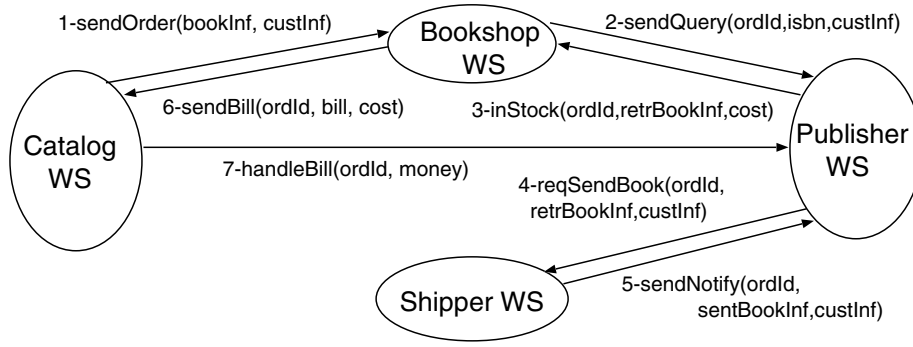 1-sendOrder(bookInf, custInf)
Bookshop
WS
2-sendQuery(ordId,isbn,custInf)
6-sendBill(ordId, bill, cost)
3-inStock(ordId,retrBookInf,cost)
Catalog
WS
Publisher
WS
7-handleBill(ordId, money)
4-reqSendBook(ordId,
retrBookInf,custInf)
Shipper WS
5-sendNotify(ordId,
sentBookInf,custInf)